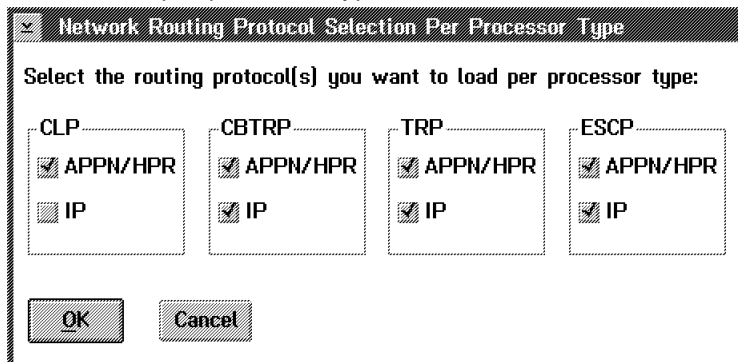 Network Routing Protocol Selection Per Processor Type
Select the routing protocol(s) you want to load per processor type:
CLP CBTRP TRP ESCP
APPN/HPR APPN/HPR APPN/HPR APPN/HPR
IP IP IP IP
OK Cancel